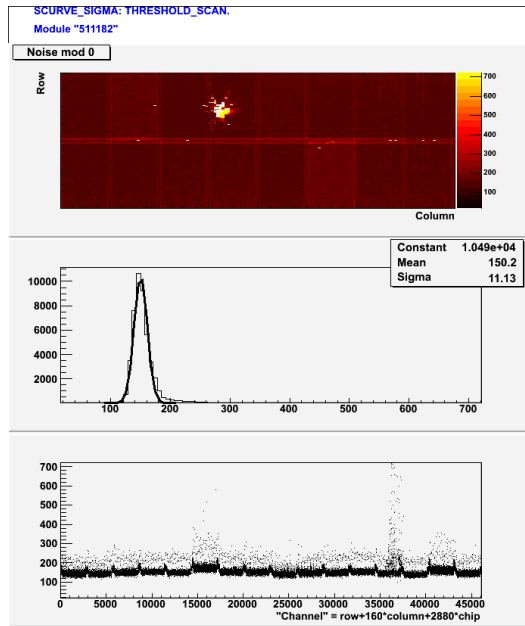 SCURVE_SIGMA: THRESHOLD_SCAN.
Module "511182"
Noise mod 0
Row
700
600
500
400
300
200
100
Column
Constant 1.049e+04
Mean 150.2
Sigma 11.13
10000
8000
6000
4000
2000
100 200 300 400 500 600 700
700
600
500
400
300
200
100
0 5000 10000 15000 20000 25000 30000 35000 40000 45000
"Channel" = row+160*column+2880*chip